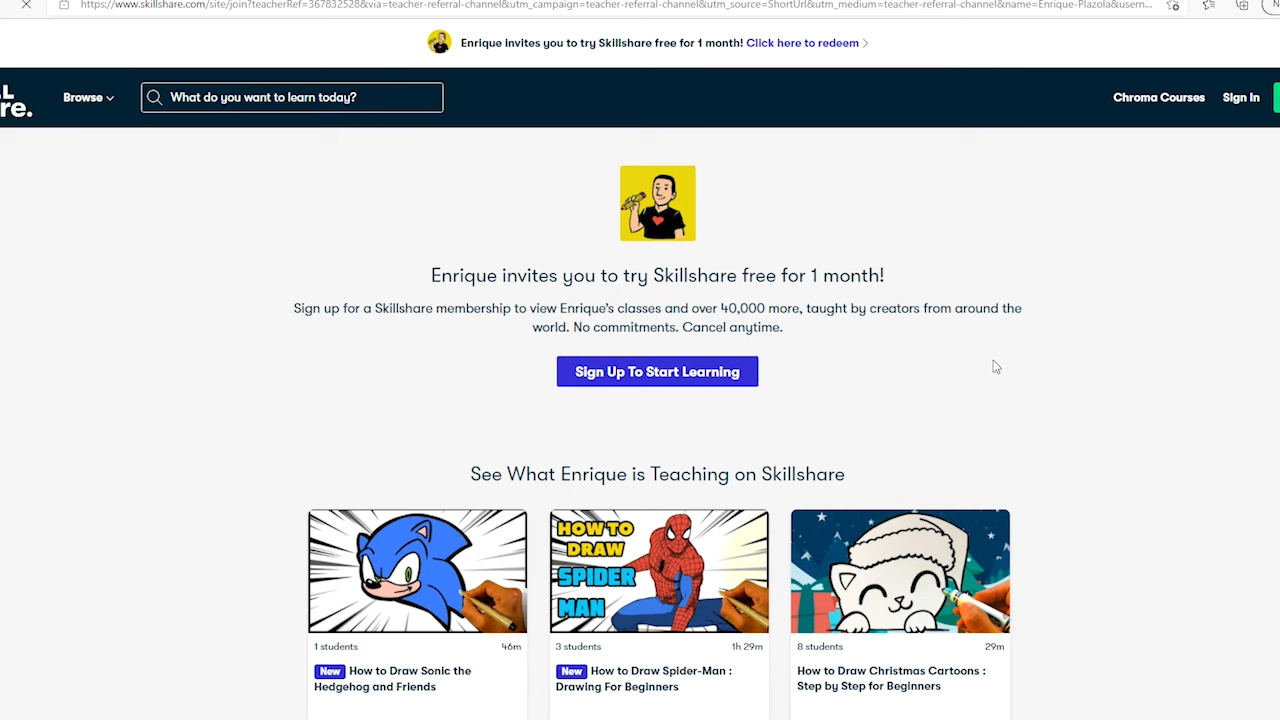 https://www.skillshare.com/site/join?teacherRef=367832528&via=teacher-referral-channel&utm_campaign=teacher-referral-channel&utm_source=ShortUrl&utm_medium=teacher-referral-channel&name=Enrique-Plazola&usern...
Enrique invites you to try Skillshare free for 1 month! Click here to redeem
L
re.
Browse
What do you want to learn today?
Chroma Courses
Sign In
Enrique invites you to try Skillshare free for 1 month!
Sign up for a Skillshare membership to view Enrique's classes and over 40,000 more, taught by creators from around the
world. No commitments. Cancel anytime.
Sign Up To Start Learning
See What Enrique is Teaching on Skillshare
HOW TO
DRAW
SPIDER
MAN
1 students
46m
New How to Draw Sonic the
Hedgehog and Friends
3 students
1h 29m
New How to Draw Spider-Man :
Drawing For Beginners
8 students
29m
How to Draw Christmas Cartoons :
Step by Step for Beginners